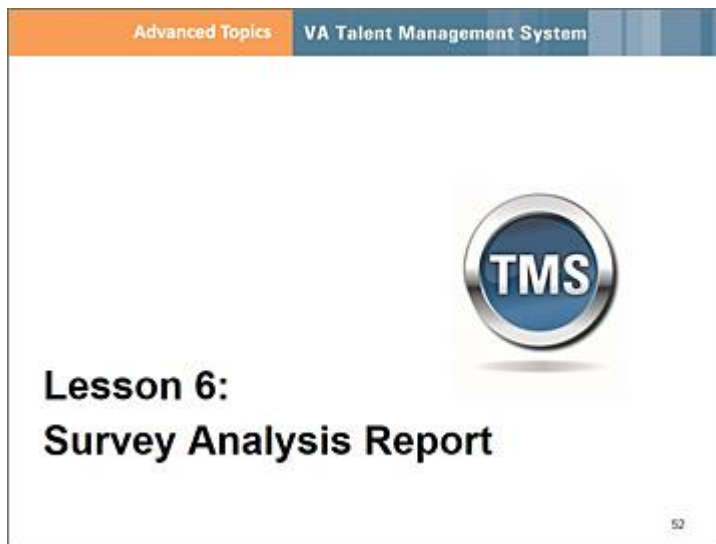 Advanced Topics VA Talent Management System
TMS
Lesson 6:
Survey Analysis Report
52